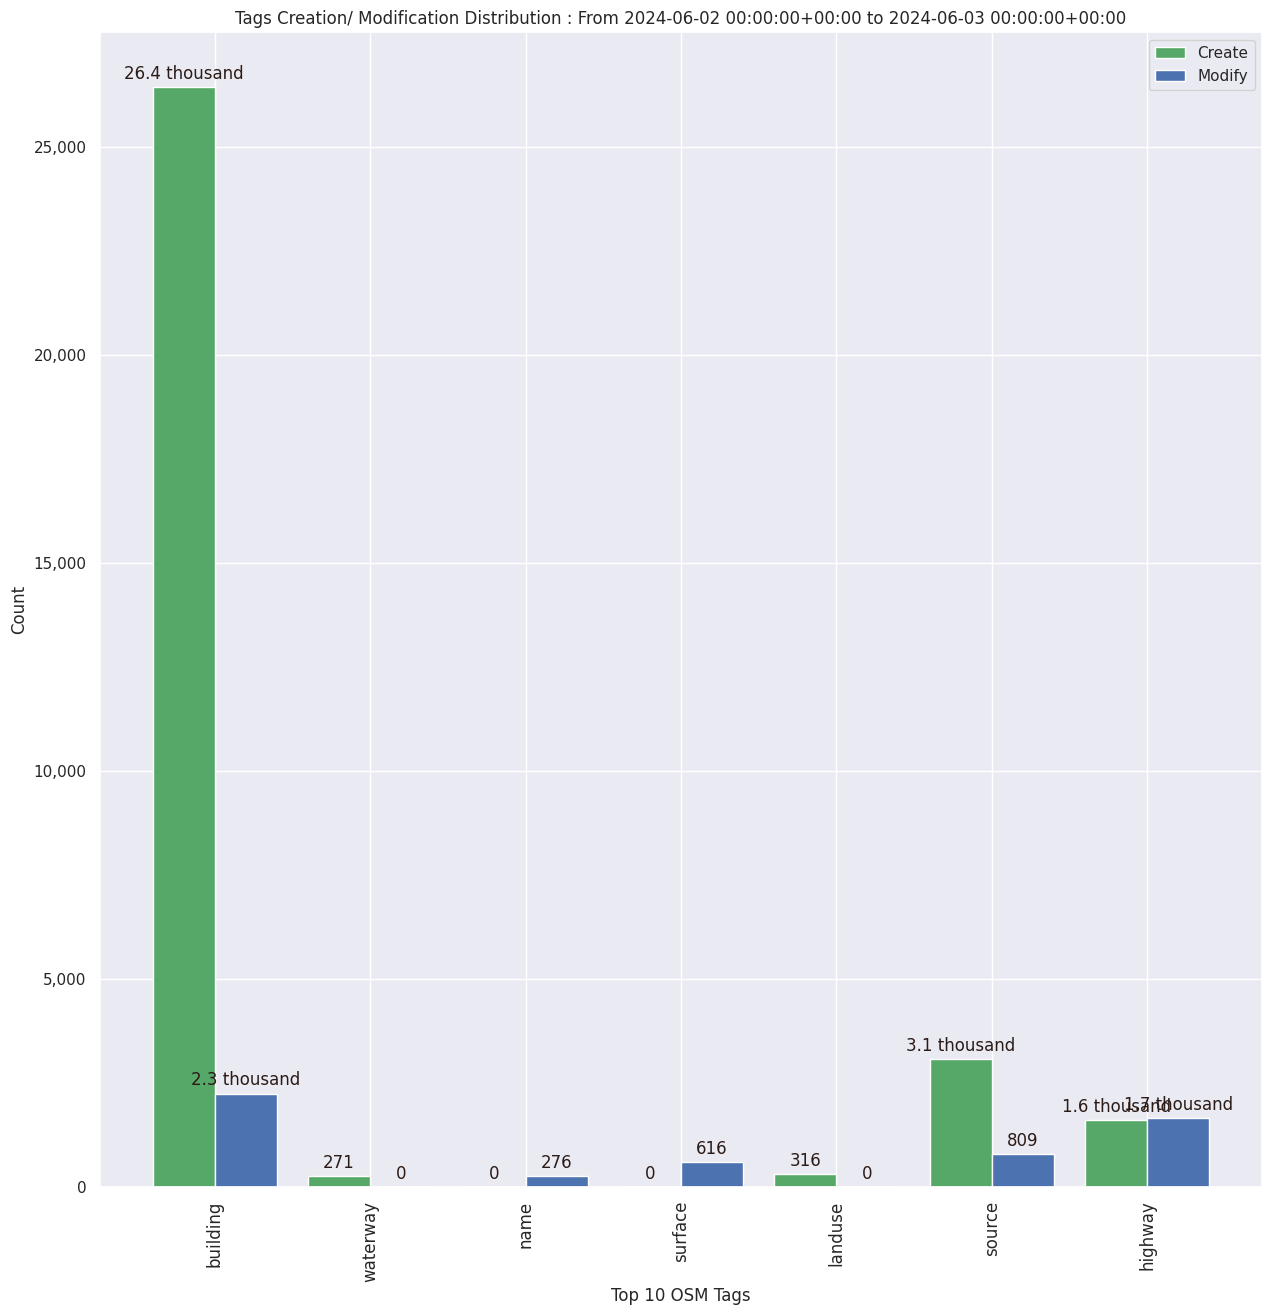 Tags Creation/ Modification Distribution : From 2024-06-02 00:00:00+00:00 to 2024-06-03 00:00:00+00:00
Create
Modify
26.4 thousand
25,000
20,000
15,000
10,000
5,000
0
Count
2.3 thousand
271
0
0
276
0
616
316
0
3.1 thousand
809
1.6 thousand
1.7 thousand
building
waterway
name
surface
landuse
source
highway
Top 10 OSM Tags